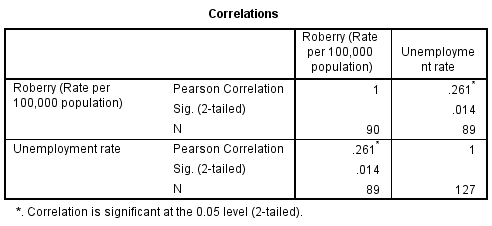 Correlations
Roberry (Rate
per 100,000
population)
Unemployme
nt rate
Roberry (Rate per
100,000 population)
Pearson Correlation 1 .261*
Sig. (2-tailed) .014
N 90 89
Unemployment rate Pearson Correlation .261* 1
Sig. (2-tailed) .014
N 89 127
*. Correlation is significant at the 0.05 level (2-tailed).